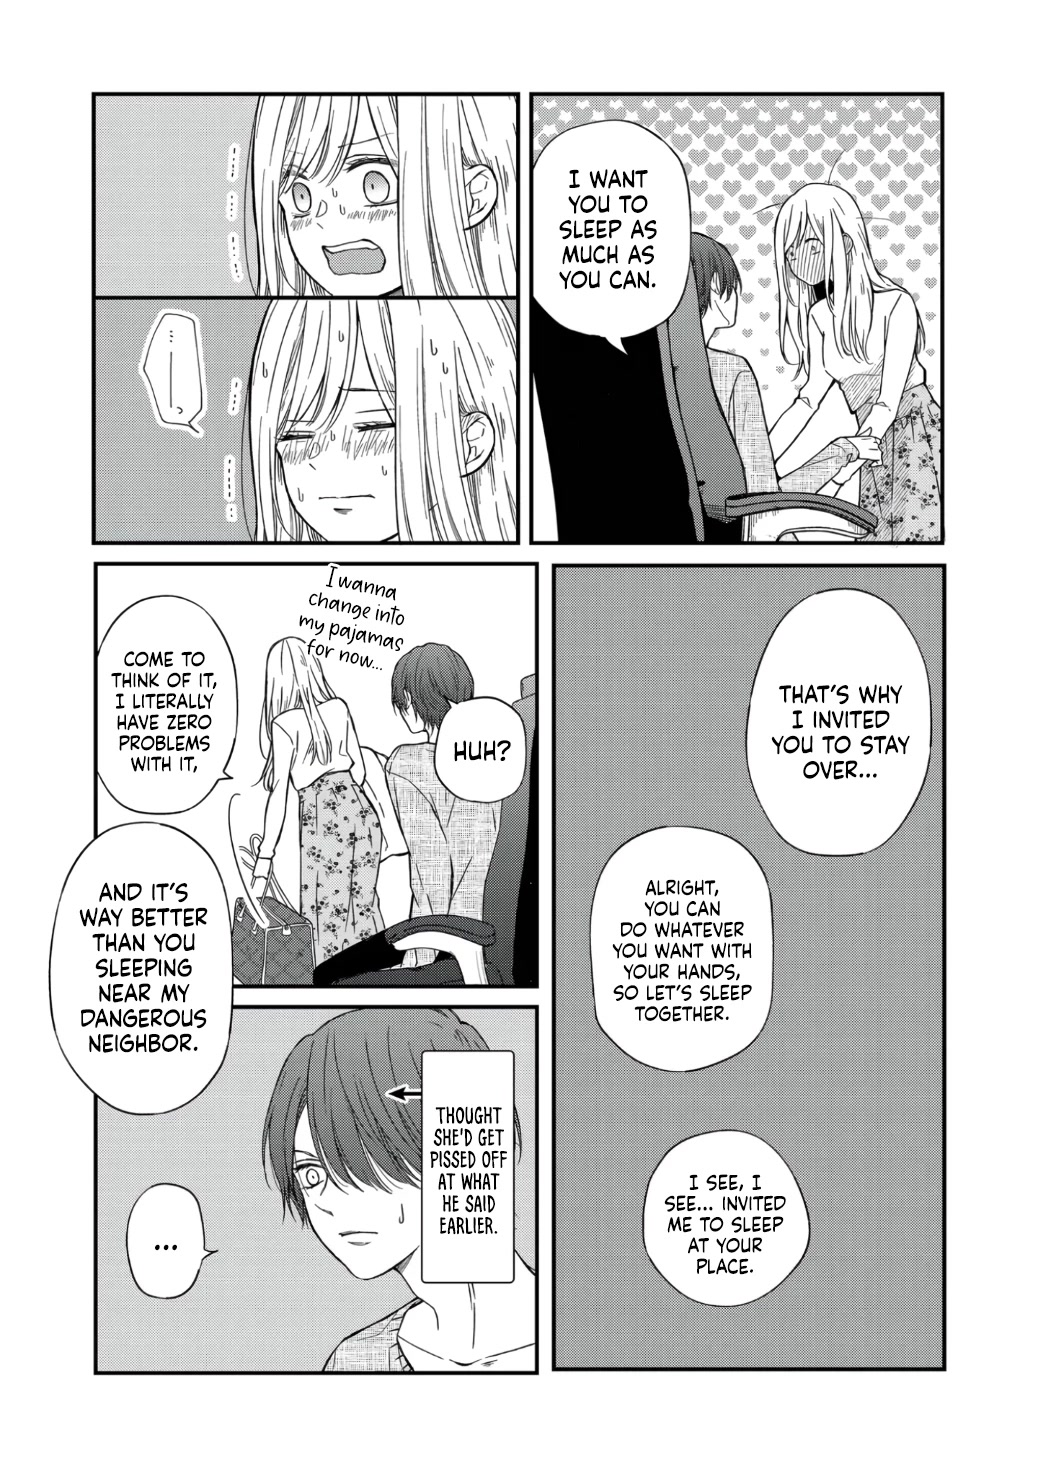 I WANT
YOU TO
SLEEP AS
MUCH AS
YOU CAN.
...
THAT'S WHY
I INVITED
YOU TO STAY
OVER...
ALRIGHT,
YOU CAN
DO WHATEVER
YOU WANT WITH
YOUR HANDS,
SO LET'S SLEEP
TOGETHER.
I SEE, I
SEE... INVITED
ME TO SLEEP
AT YOUR
PLACE.
I wanna
change into
my pajamas
for now...
HUH?
COME TO
THINK OF IT,
I LITERALLY
HAVE ZERO
PROBLEMS
WITH IT,
AND IT'S
WAY BETTER
THAN YOU
SLEEPING
NEAR MY
DANGEROUS
NEIGHBOR.
THOUGHT
SHE'D GET
PISSED OFF
AT WHAT
HE SAID
EARLIER.
...